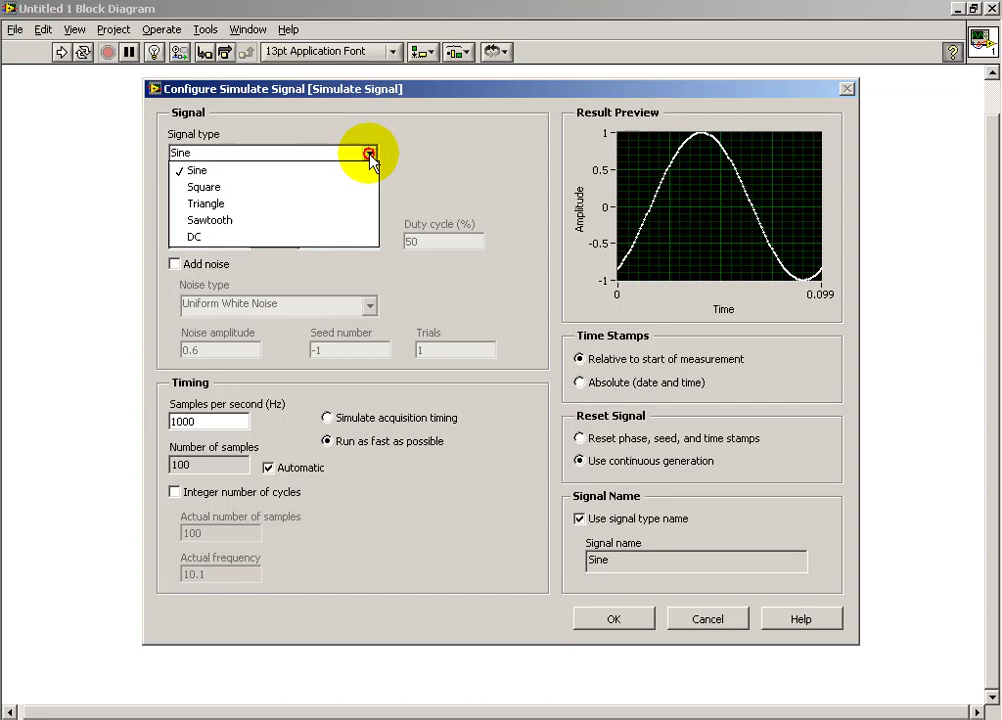 Untitled 1 Block Diagram
File Edit View Project Operate Tools Window Help
13pt Application Font
Configure Simulate Signal [Simulate Signal]
Signal
Signal type
Sine
Sine
Square
Triangle
Sawtooth
DC
Duty cycle (%)
50
Add noise
Noise type
Uniform White Noise
Noise amplitude Seed number Trials
0.6 -1 1
Timing
Samples per second (Hz)
1000
Simulate acquisition timing
Run as fast as possible
Number of samples
100
Automatic
Integer number of cycles
Actual number of samples
100
Actual frequency
10.1
Result Preview
Amplitude
1
0.5
0
-0.5
-1
0 0.099
Time
Time Stamps
Relative to start of measurement
Absolute (date and time)
Reset Signal
Reset phase, seed, and time stamps
Use continuous generation
Signal Name
Use signal type name
Signal name
Sine
OK Cancel Help
1